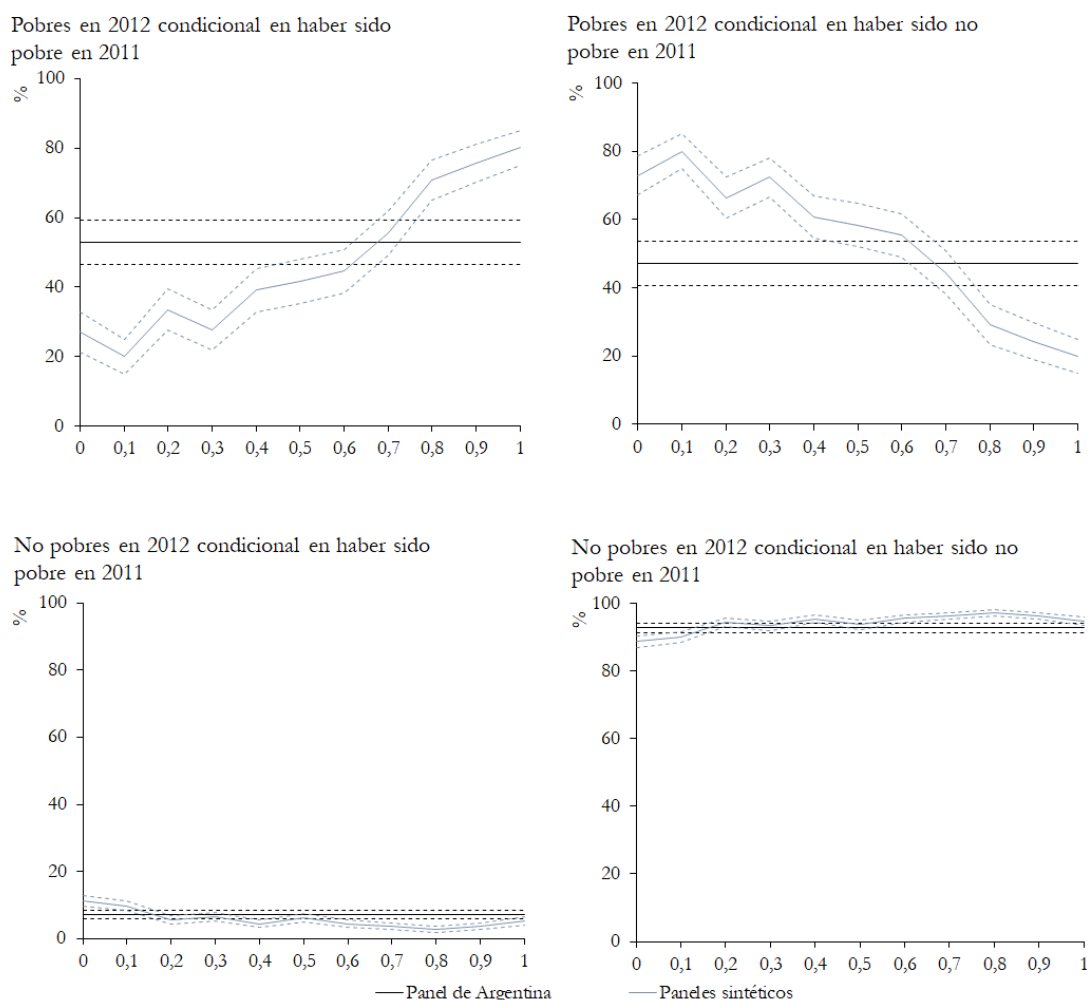 Pobres en 2012 condicional en haber sido
pobre en 2011
%
100
80
60
40
20
0
0 0,1 0,2 0,3 0,4 0,5 0,6 0,7 0,8 0,9 1
Pobres en 2012 condicional en haber sido no
pobre en 2011
%
100
80
60
40
20
0
0 0,1 0,2 0,3 0,4 0,5 0,6 0,7 0,8 0,9 1
No pobres en 2012 condicional en haber sido
pobre en 2011
%
100
80
60
40
20
0
0 0,1 0,2 0,3 0,4 0,5 0,6 0,7 0,8 0,9 1
No pobres en 2012 condicional en haber sido no
pobre en 2011
%
100
80
60
40
20
0
0 0,1 0,2 0,3 0,4 0,5 0,6 0,7 0,8 0,9 1
Panel de Argentina Paneles sintéticos